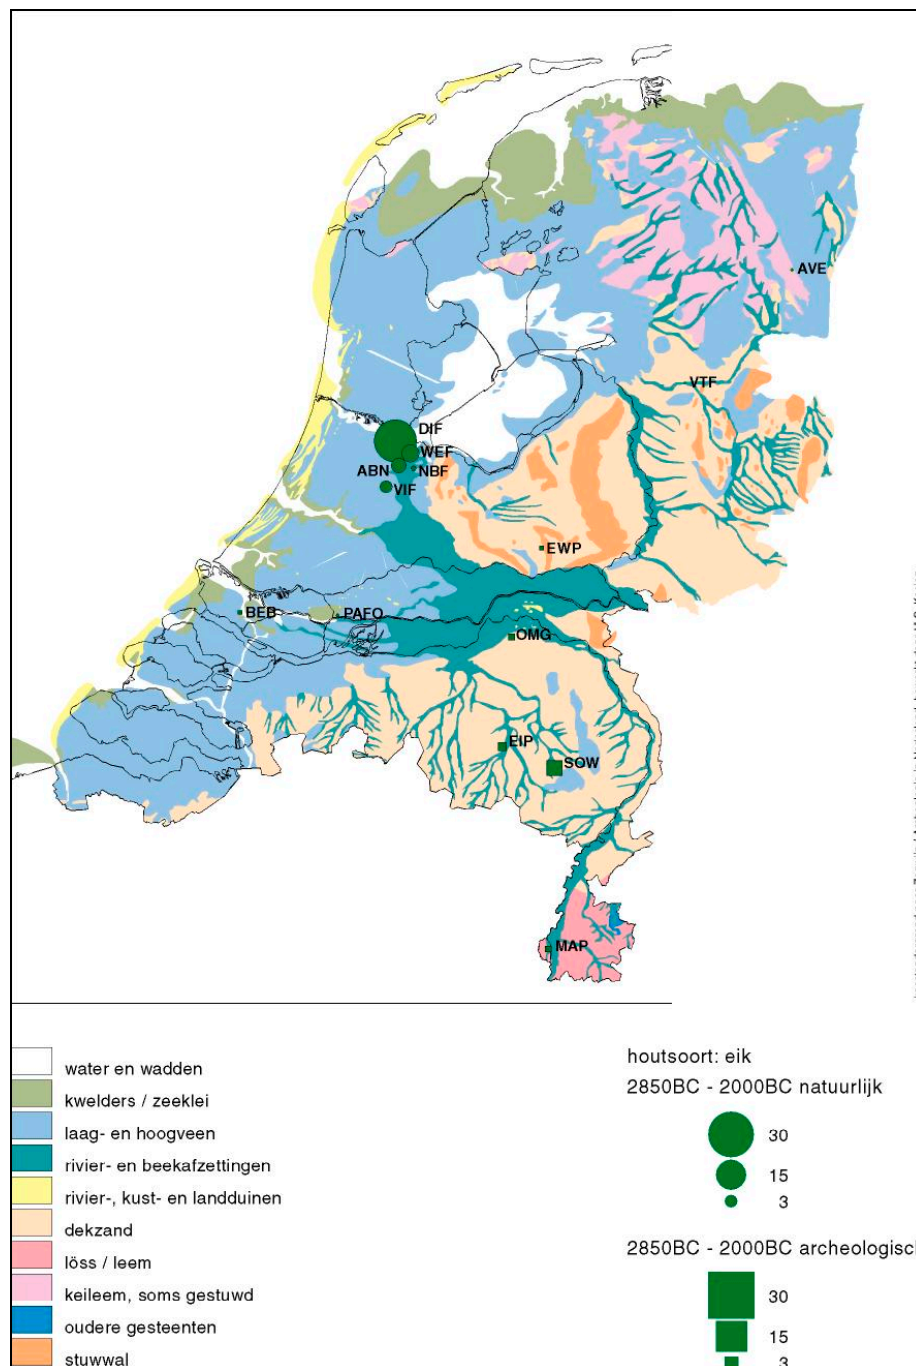 AVE
VTF
DIF
WEF
ABN
NBF
VIF
EWP
BEB
PAFO
OMG
EIP
SOW
MAP
water en wadden
kwelders / zeeklei
laag- en hoogveen
rivier- en beekafzettingen
rivier-, kust- en landduinen
dekzand
löss / leem
keileem, soms gestuwd
oudere gesteenten
stuwwal
houtsoort: eik
2850BC - 2000BC natuurlijk
30
15
3
2850BC - 2000BC archeologisch
30
15
3